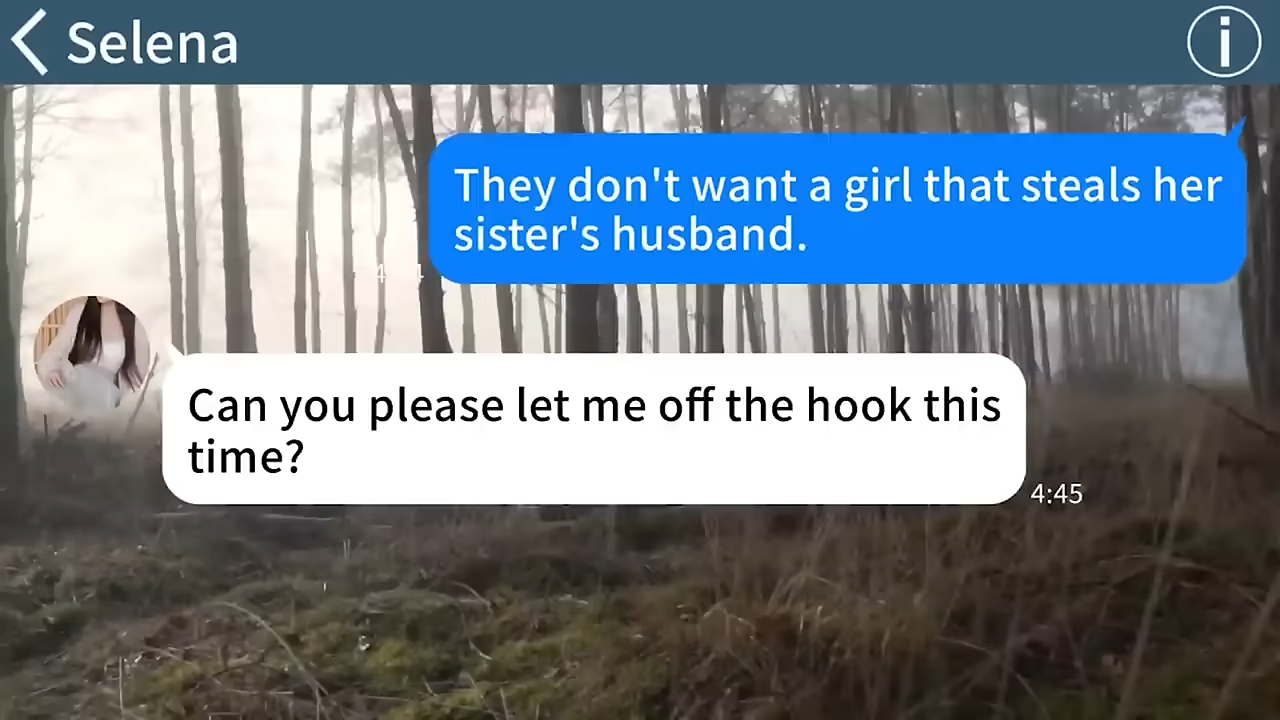 Selena
They don't want a girl that steals her
sister's husband.
Can you please let me off the hook this
time?
4:45